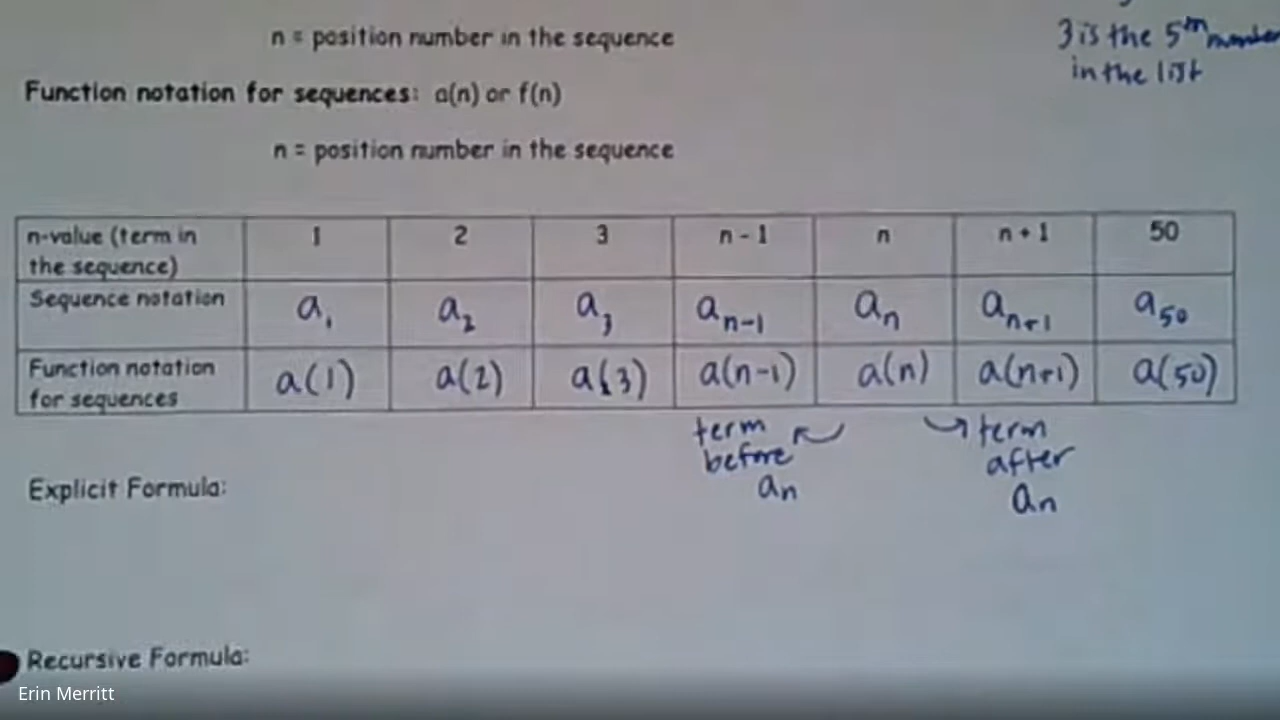 n = position number in the sequence
3 is the 5th number
in the list
Function notation for sequences: a(n) or f(n)
n = position number in the sequence
n-value (term in the sequence) 1 2 3 n - 1 n n + 1 50
Sequence notation a₁ a₂ a₃ aₙ₋₁ aₙ aₙ₊₁ a₅₀
Function notation for sequences a(1) a(2) a(3) a(n-1) a(n) a(n+1) a(50)
term
before
aₙ
term
after
aₙ
Explicit Formula:
Recursive Formula:
Erin Merritt